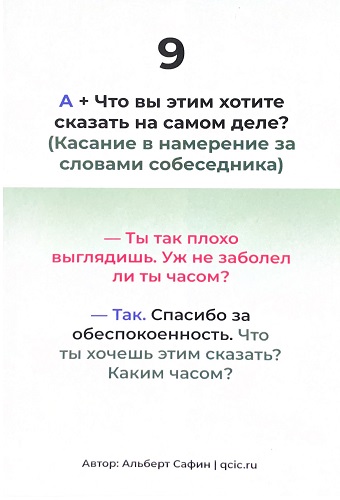 9
А + Что вы этим хотите
сказать на самом деле?
(Касание в намерение за
словами собеседника)
— Ты так плохо
выглядишь. Уж не заболел
ли ты часом?
— Так. Спасибо за
обеспокоенность. Что
ты хочешь этим сказать?
Каким часом?
Автор: Альберт Сафин | qcic.ru